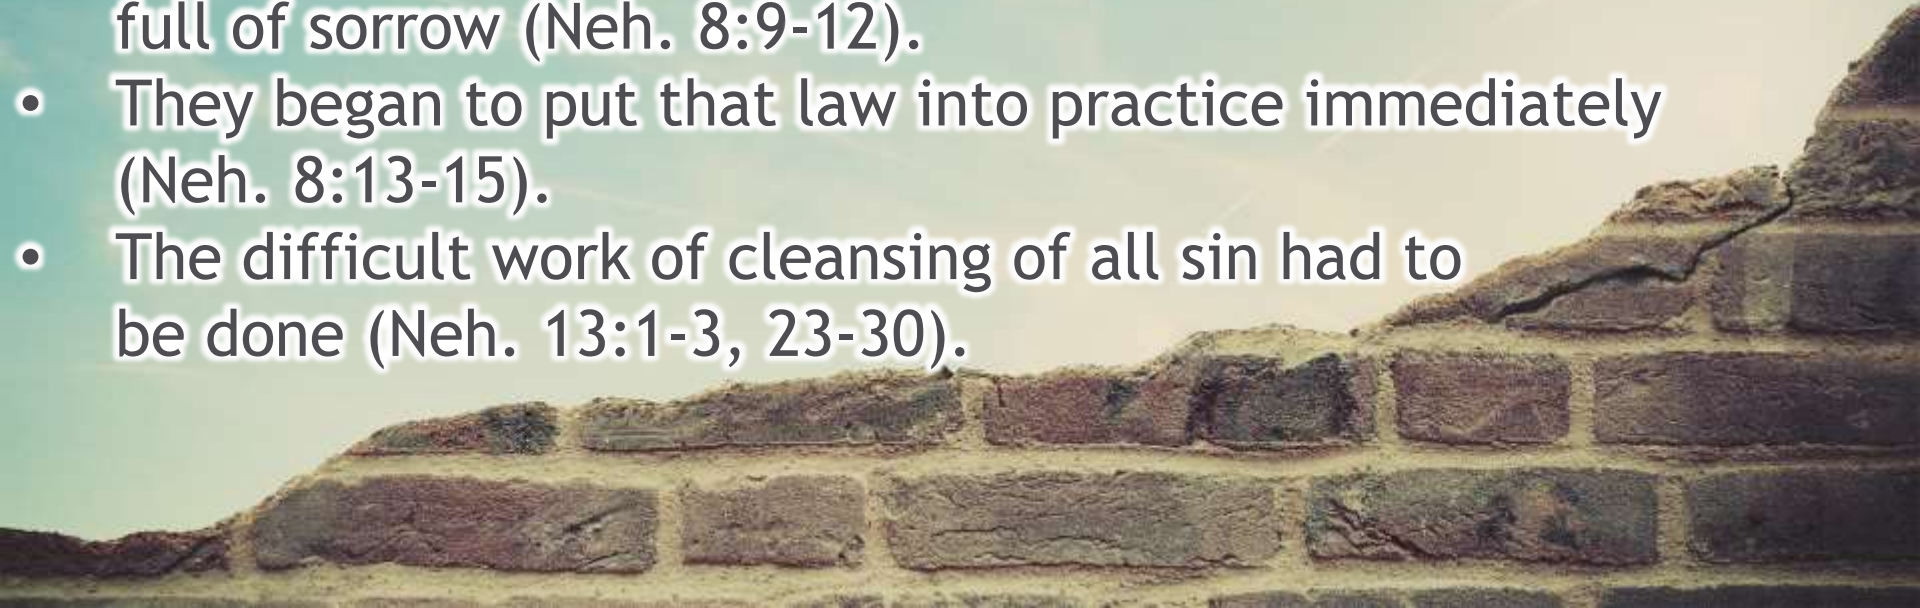 full of sorrow (Neh. 8:9-12).
• They began to put that law into practice immediately
(Neh. 8:13-15).
• The difficult work of cleansing of all sin had to
be done (Neh. 13:1-3, 23-30).